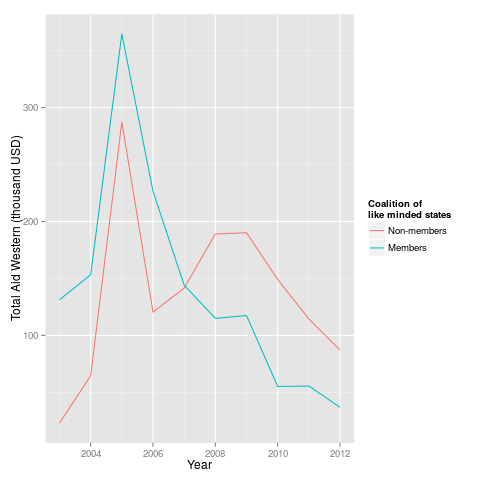 Total Aid Western (thousand USD)
300
200
100
2004
2006
2008
2010
2012
Year
Coalition of
like minded states
Non-members
Members